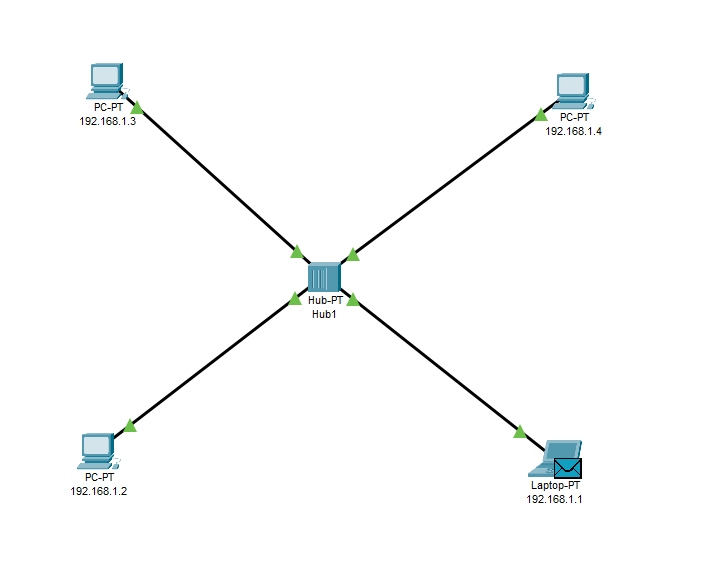 PC-PT
192.168.1.3
PC-PT
192.168.1.4
Hub-PT
Hub1
PC-PT
192.168.1.2
Laptop-PT
192.168.1.1